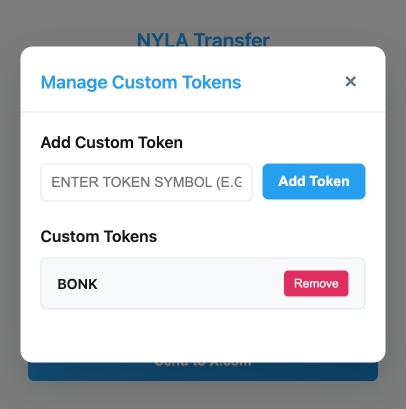 NYLA Transfer
Manage Custom Tokens ×
Add Custom Token
ENTER TOKEN SYMBOL (E.G Add Token
Custom Tokens
BONK Remove
Send to X.com